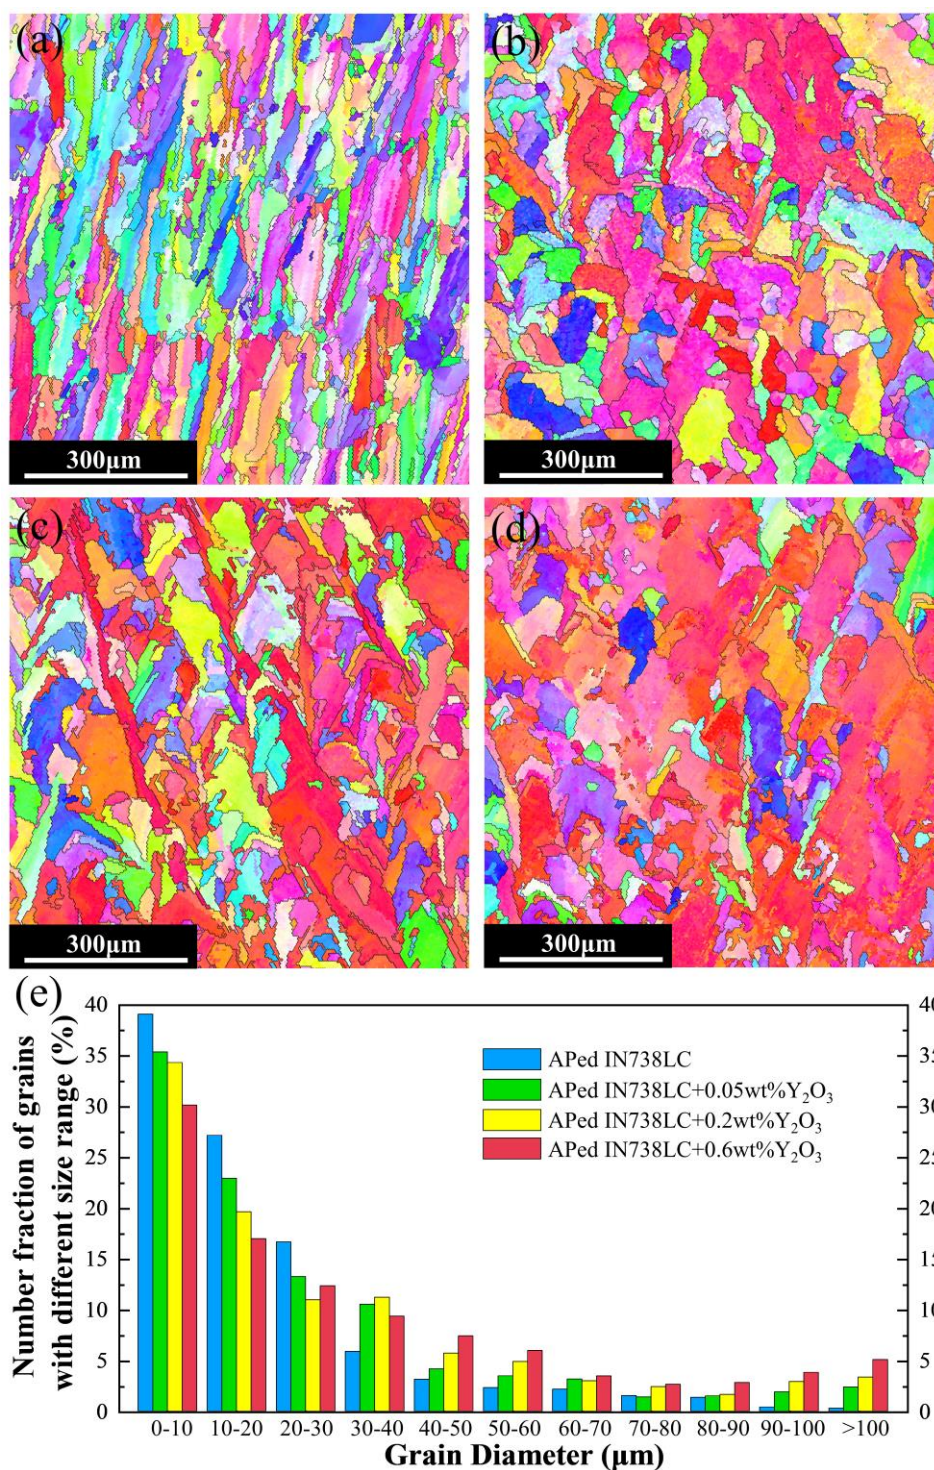 (a)
(b)
300μm
300μm
(c)
(d)
300μm
300μm
(e)
Number fraction of grains
with different size range (%)
40
35
30
25
20
15
10
5
0
APed IN738LC
APed IN738LC+0.05wt%Y₂O₃
APed IN738LC+0.2wt%Y₂O₃
APed IN738LC+0.6wt%Y₂O₃
0-10 10-20 20-30 30-40 40-50 50-60 60-70 70-80 80-90 90-100 >100
Grain Diameter (μm)